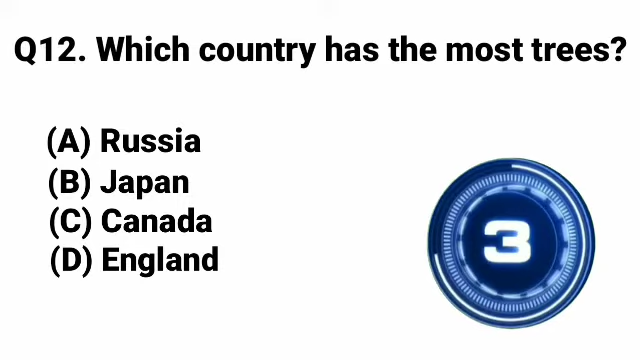 Q12. Which country has the most trees?
(A) Russia
(B) Japan
(C) Canada
(D) England
3